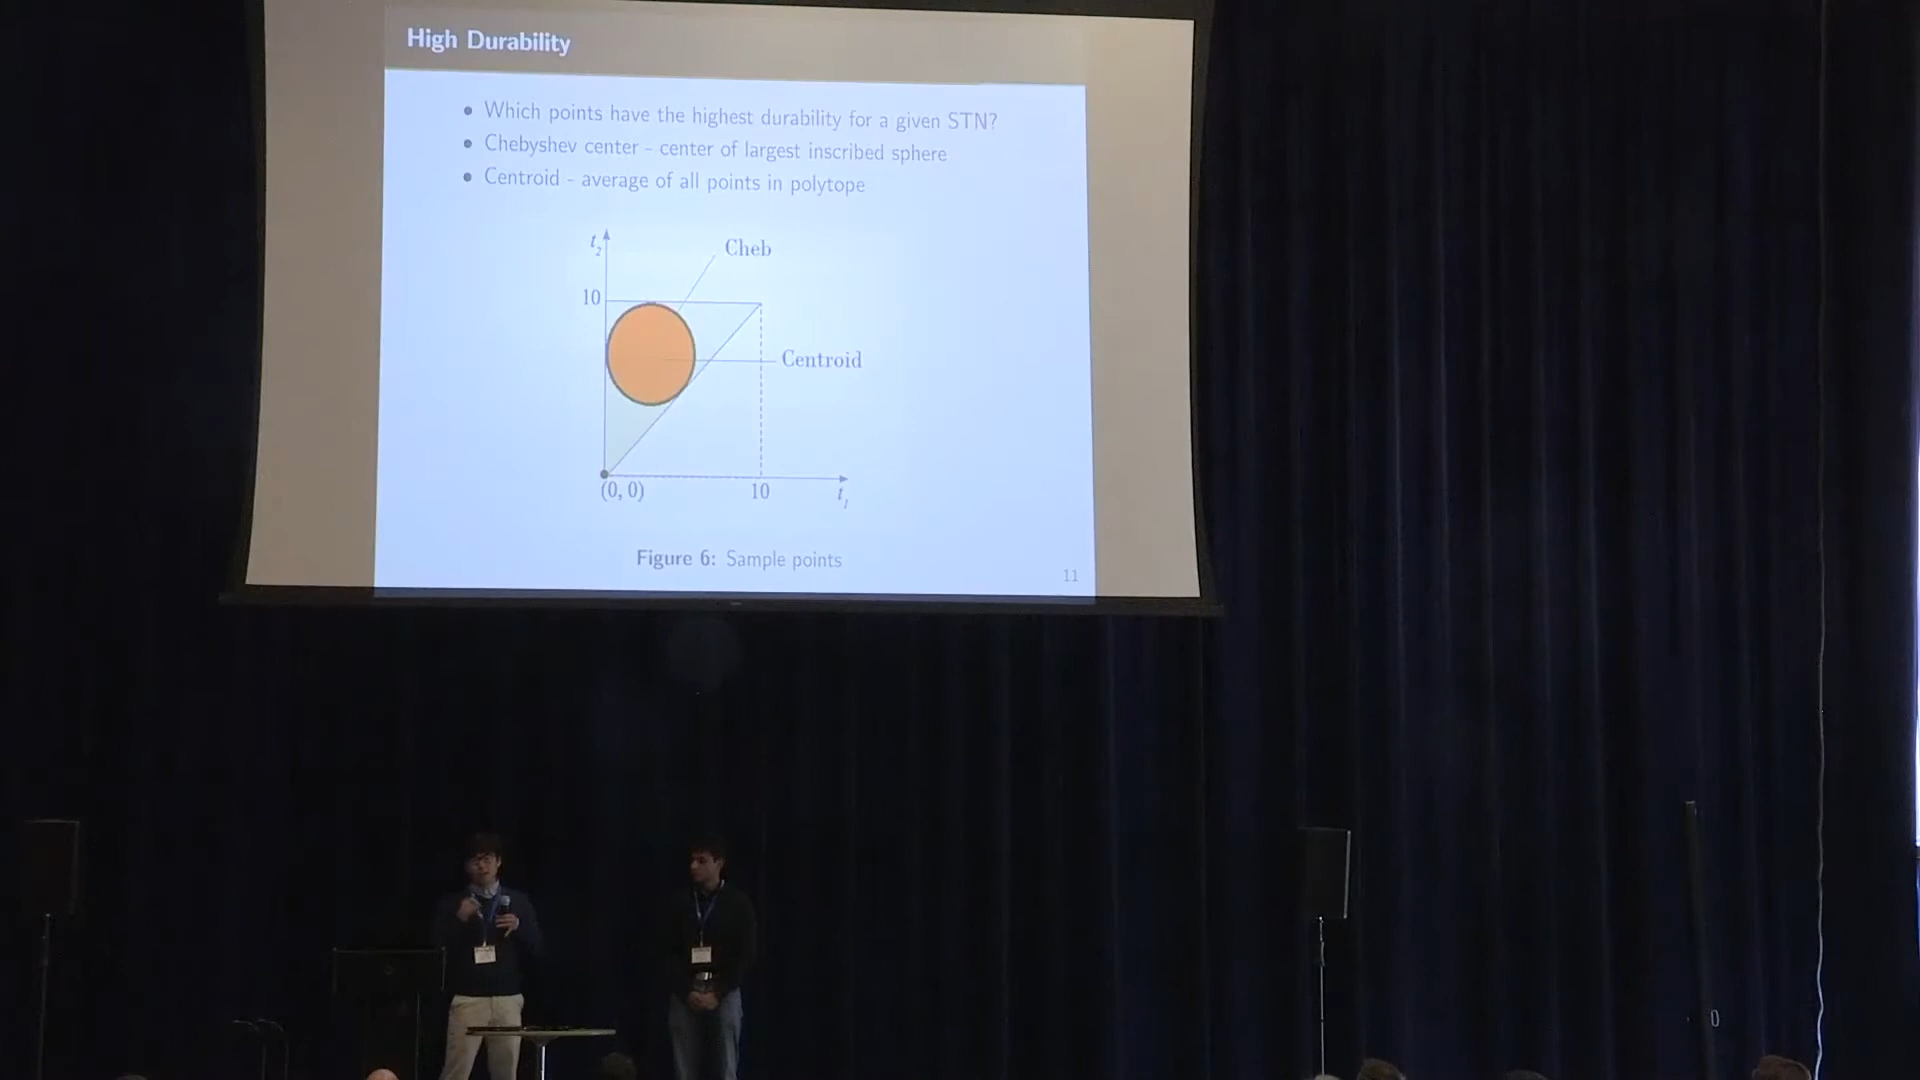 High Durability
• Which points have the highest durability for a given STN?
• Chebyshev center - center of largest inscribed sphere
• Centroid - average of all points in polytope
t2
Cheb
10
Centroid
(0, 0)
10
t1
Figure 6: Sample points
11